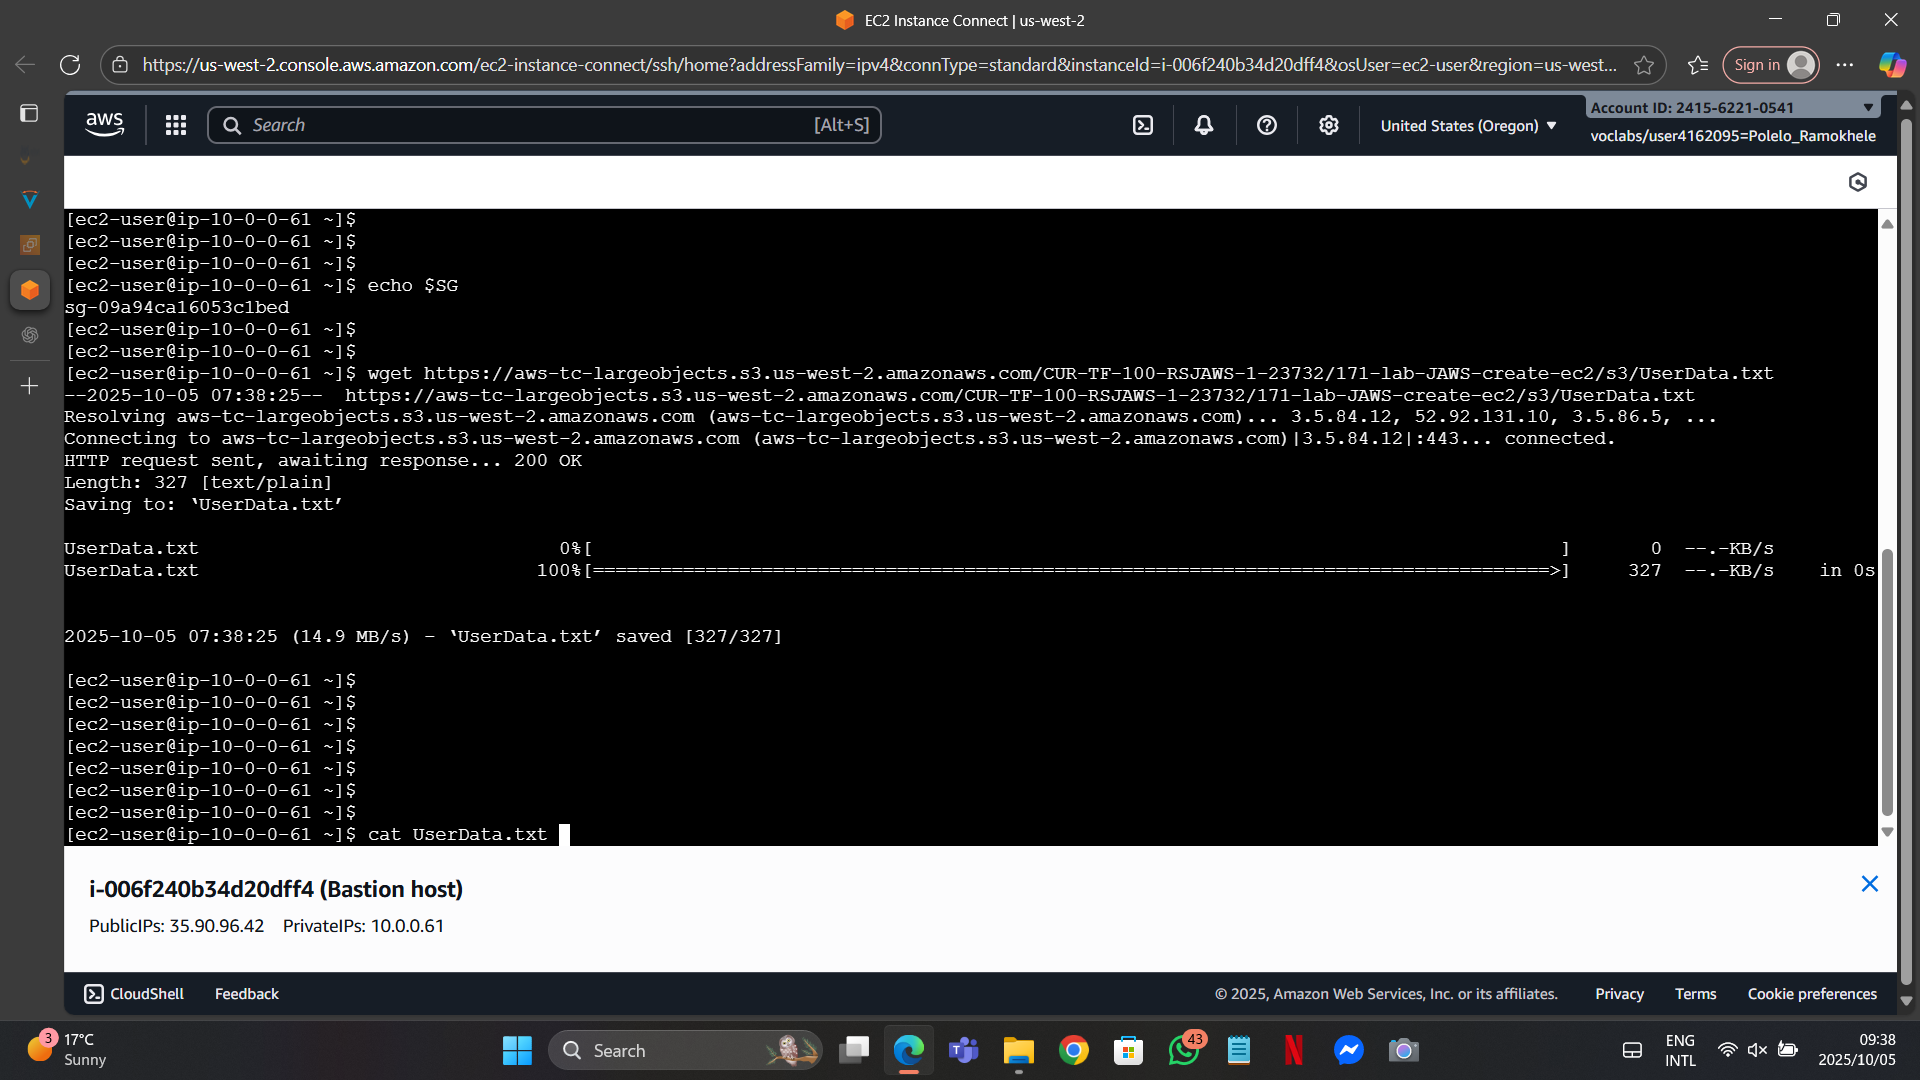 EC2 Instance Connect | us-west-2
https://us-west-2.console.aws.amazon.com/ec2-instance-connect/ssh/home?addressFamily=ipv4&connType=standard&instanceId=i-006f240b34d20dff4&osUser=ec2-user&region=us-west...
Sign in
aws
Search
[Alt+S]
United States (Oregon)
Account ID: 2415-6221-0541
voclabs/user4162095=Polelo_Ramokhele
[ec2-user@ip-10-0-0-61 ~]$
[ec2-user@ip-10-0-0-61 ~]$
[ec2-user@ip-10-0-0-61 ~]$
[ec2-user@ip-10-0-0-61 ~]$ echo $SG
sg-09a94ca16053c1bed
[ec2-user@ip-10-0-0-61 ~]$
[ec2-user@ip-10-0-0-61 ~]$
[ec2-user@ip-10-0-0-61 ~]$ wget https://aws-tc-largeobjects.s3.us-west-2.amazonaws.com/CUR-TF-100-RSJAWS-1-23732/171-lab-JAWS-create-ec2/s3/UserData.txt
--2025-10-05 07:38:25--  https://aws-tc-largeobjects.s3.us-west-2.amazonaws.com/CUR-TF-100-RSJAWS-1-23732/171-lab-JAWS-create-ec2/s3/UserData.txt
Resolving aws-tc-largeobjects.s3.us-west-2.amazonaws.com (aws-tc-largeobjects.s3.us-west-2.amazonaws.com)... 3.5.84.12, 52.92.131.10, 3.5.86.5, ...
Connecting to aws-tc-largeobjects.s3.us-west-2.amazonaws.com (aws-tc-largeobjects.s3.us-west-2.amazonaws.com)|3.5.84.12|:443... connected.
HTTP request sent, awaiting response... 200 OK
Length: 327 [text/plain]
Saving to: ‘UserData.txt’
UserData.txt 0%[ ] 0 --.-KB/s
UserData.txt 100%[=====================================================================================>] 327 --.-KB/s in 0s
2025-10-05 07:38:25 (14.9 MB/s) - ‘UserData.txt’ saved [327/327]
[ec2-user@ip-10-0-0-61 ~]$
[ec2-user@ip-10-0-0-61 ~]$
[ec2-user@ip-10-0-0-61 ~]$
[ec2-user@ip-10-0-0-61 ~]$
[ec2-user@ip-10-0-0-61 ~]$
[ec2-user@ip-10-0-0-61 ~]$
[ec2-user@ip-10-0-0-61 ~]$
[ec2-user@ip-10-0-0-61 ~]$ cat UserData.txt
i-006f240b34d20dff4 (Bastion host)
PublicIPs: 35.90.96.42 PrivateIPs: 10.0.0.61
CloudShell
Feedback
© 2025, Amazon Web Services, Inc. or its affiliates.
Privacy
Terms
Cookie preferences
3
17°C
Sunny
Search
43
ENG
INTL
09:38
2025/10/05